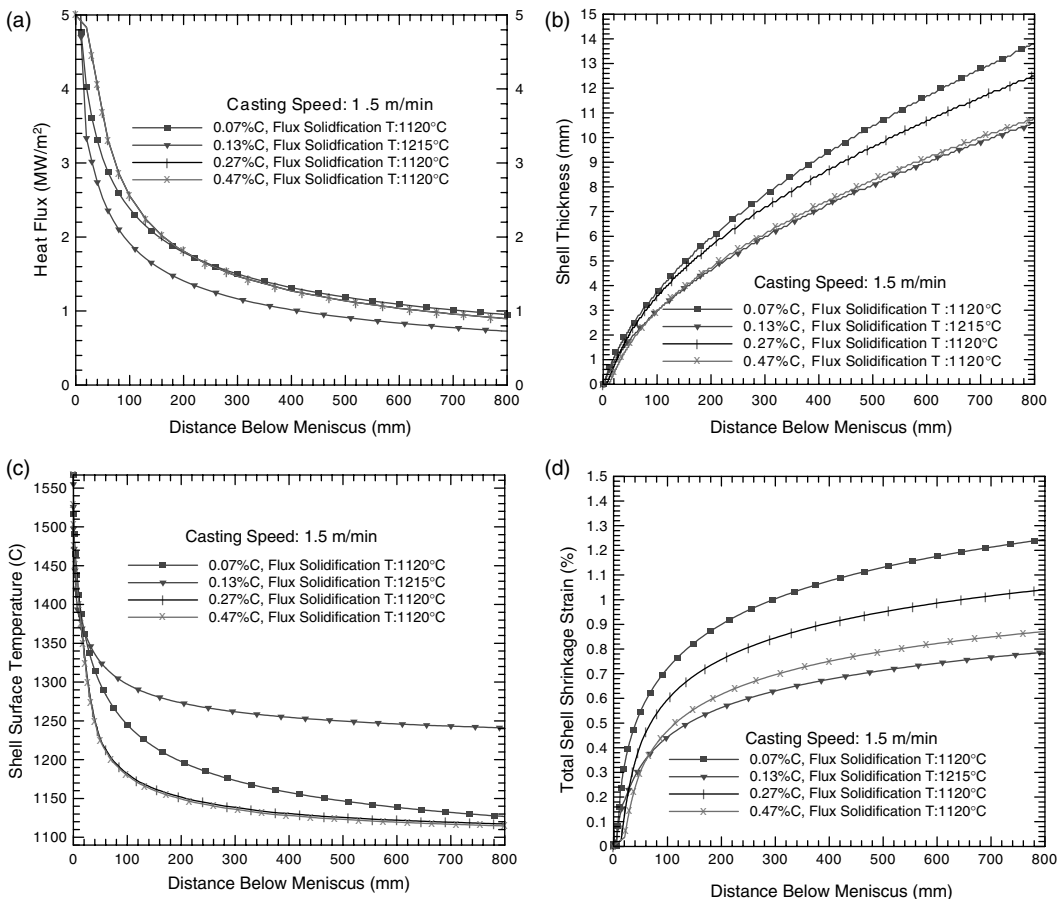 (a)
5
4
3
2
1
0
5
4
3
2
1
0
Heat Flux (MW/m²)
Casting Speed: 1.5 m/min
0.07%C, Flux Solidfication T:1120°C
0.13%C, Flux Solidification T:1215°C
0.27%C, Flux Solidification T:1120°C
0.47%C, Flux Solidification T:1120°C
0 100 200 300 400 500 600 700 800
Distance Below Meniscus (mm)
(b)
15
14
13
12
11
10
9
8
7
6
5
4
3
2
1
0
Shell Thickness (mm)
Casting Speed: 1.5 m/min
0.07%C, Flux Solidification T :1120°C
0.13%C, Flux Solidification T :1215°C
0.27%C, Flux Solidification T :1120°C
0.47%C, Flux Solidification T :1120°C
0 100 200 300 400 500 600 700 800
Distance Below Meniscus (mm)
(c)
1550
1500
1450
1400
1350
1300
1250
1200
1150
1100
Shell Surface Temperature (C)
Casting Speed: 1.5 m/min
0.07%C, Flux Solidification T:1120°C
0.13%C, Flux Solidification T:1215°C
0.27%C, Flux Solidification T:1120°C
0.47%C, Flux Solidification T:1120°C
0 100 200 300 400 500 600 700 800
Distance Below Meniscus (mm)
(d)
1.5
1.4
1.3
1.2
1.1
1
0.9
0.8
0.7
0.6
0.5
0.4
0.3
0.2
0.1
0
Total Shell Shrinkage Strain (%)
Casting Speed: 1.5 m/min
0.07%C, Flux Solidification T:1120°C
0.13%C, Flux Solidification T:1215°C
0.27%C, Flux Solidification T:1120°C
0.47%C, Flux Solidification T:1120°C
0 100 200 300 400 500 600 700 800
Distance Below Meniscus (mm)